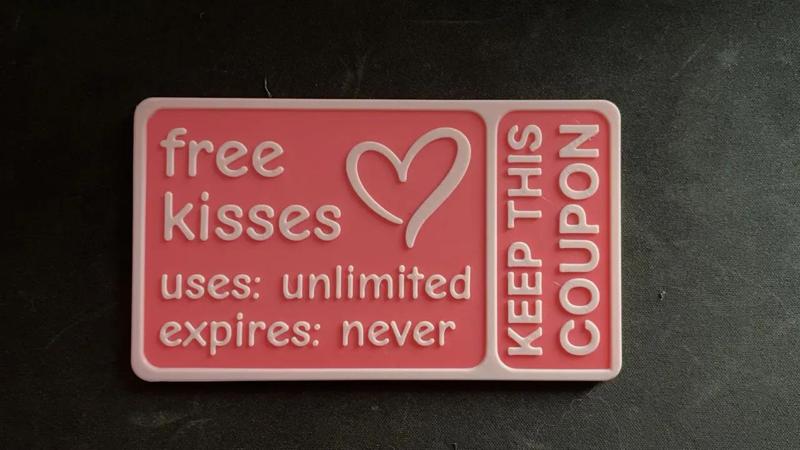 free
kisses
uses: unlimited
expires: never
KEEP THIS
COUPON